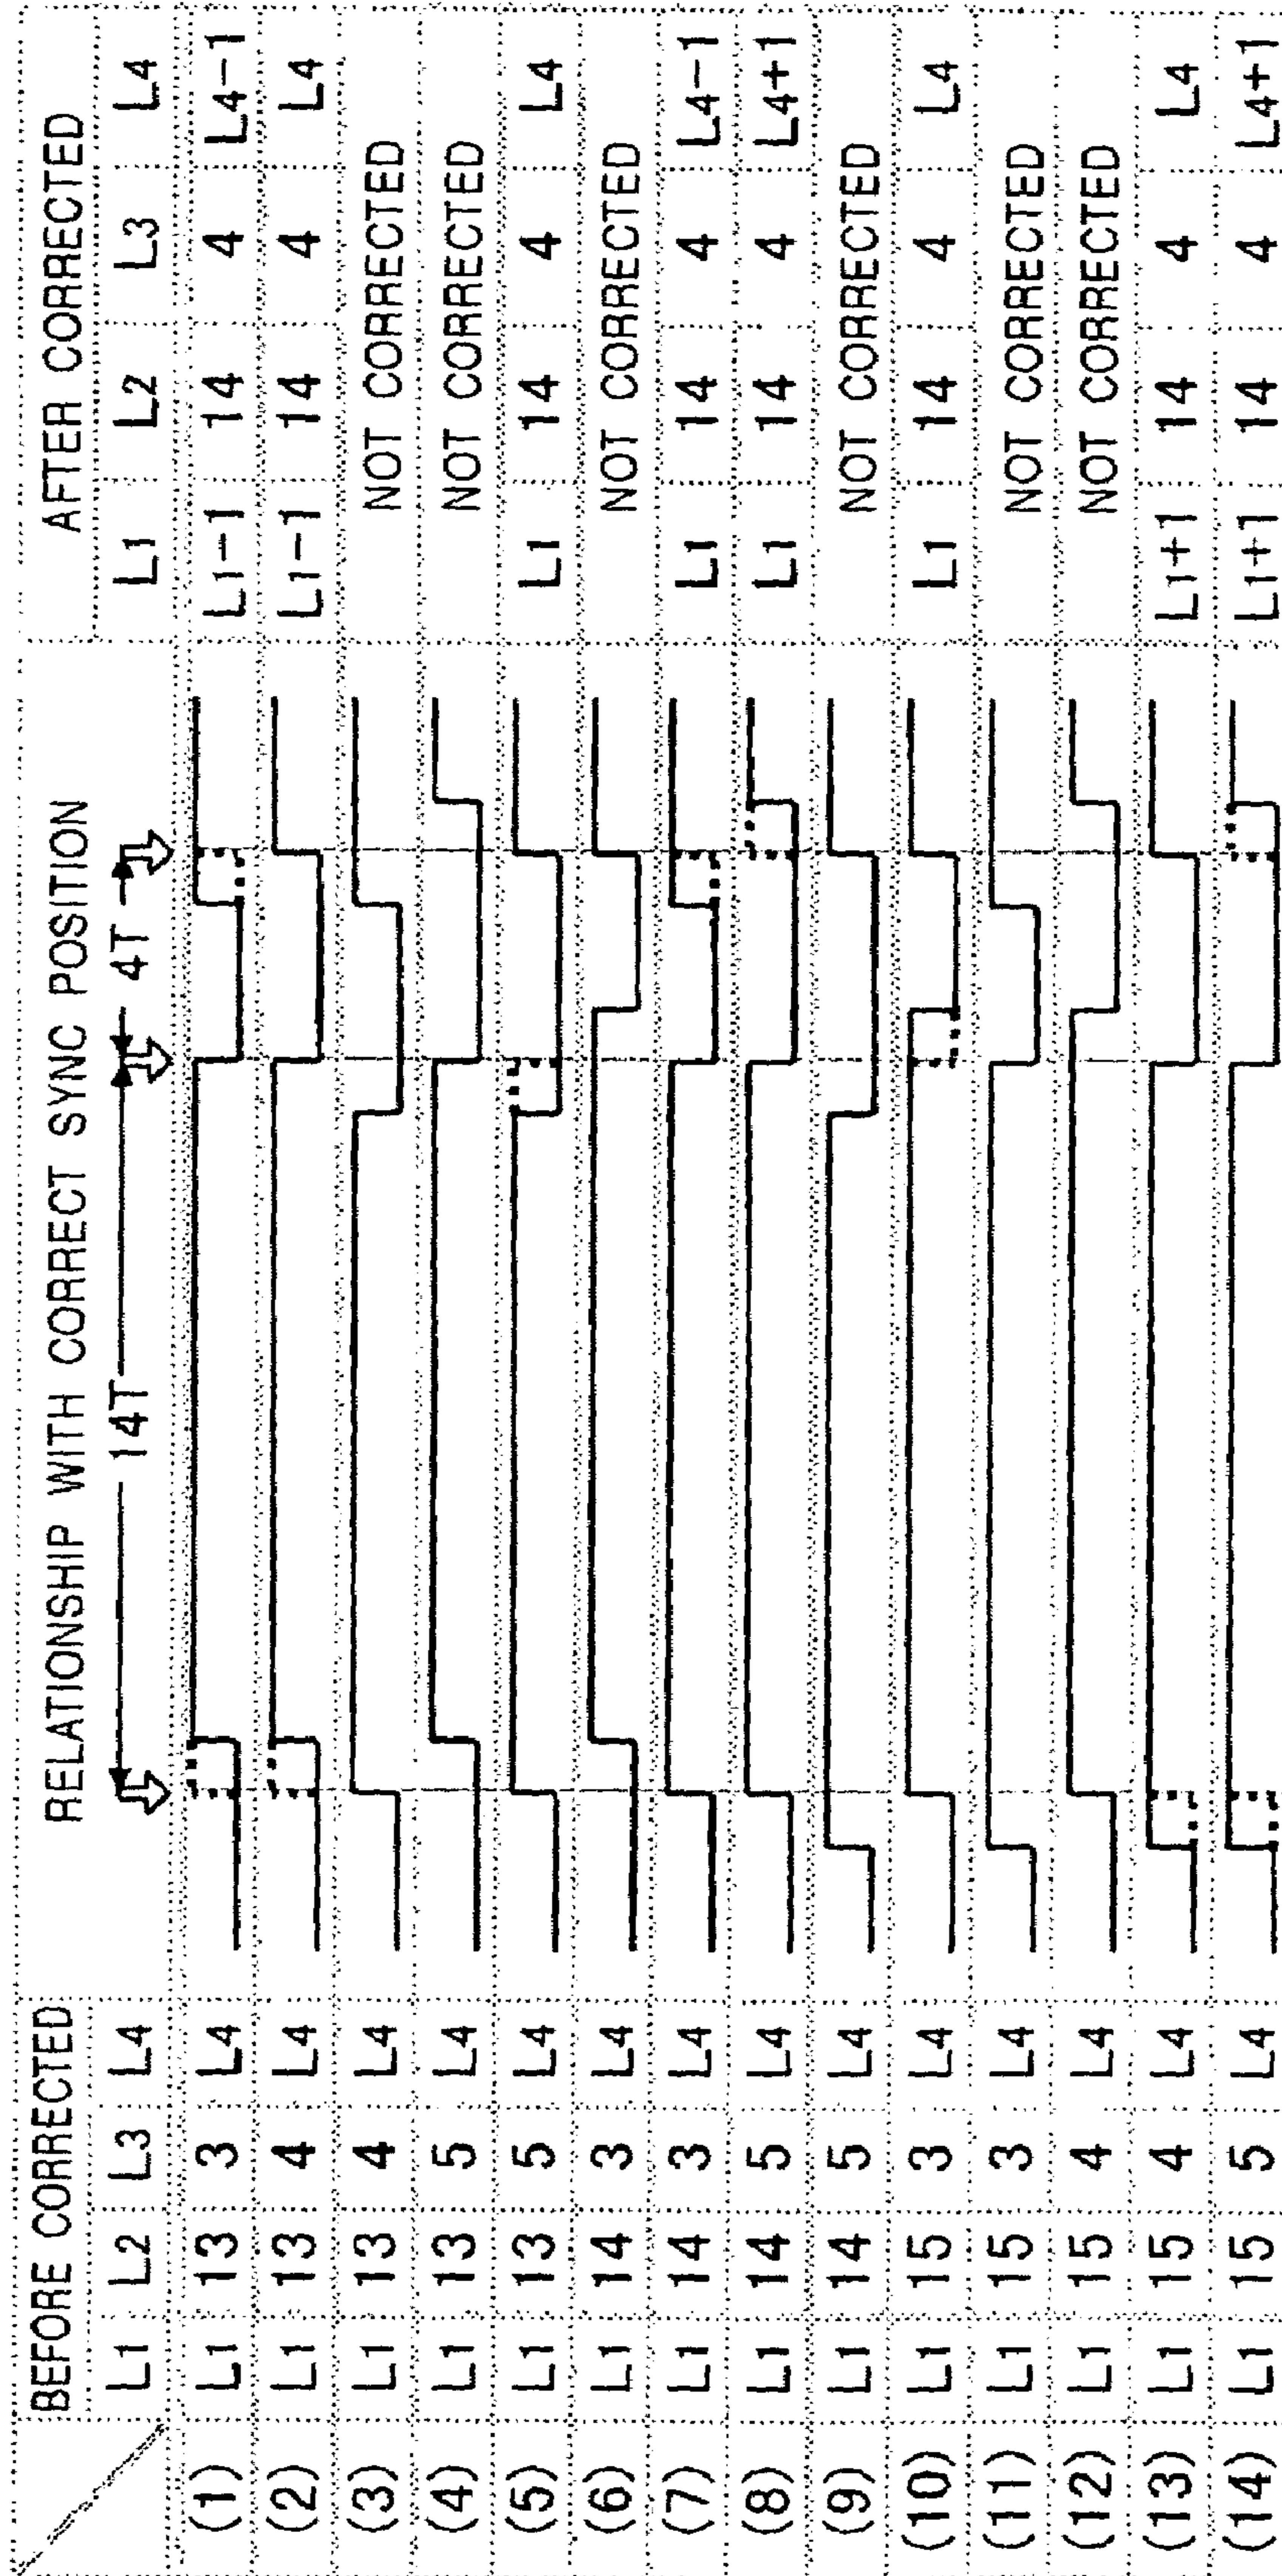 BEFORE CORRECTED RELATIONSHIP WITH CORRECT SYNC POSITION AFTER CORRECTED
L1 L2 L3 L4 14T 4T L1 L2 L3 L4
(1) L1 13 3 L4 L1-1 14 4 L4-1
(2) L1 13 4 L4 L1-1 14 4 L4
(3) L1 13 4 L4 NOT CORRECTED
(4) L1 13 5 L4 NOT CORRECTED
(5) L1 13 5 L4 L1 14 4 L4
(6) L1 14 3 L4 NOT CORRECTED
(7) L1 14 3 L4 L1 14 4 L4-1
(8) L1 14 5 L4 L1 14 4 L4+1
(9) L1 14 5 L4 NOT CORRECTED
(10) L1 15 3 L4 L1 14 4 L4
(11) L1 15 3 L4 NOT CORRECTED
(12) L1 15 4 L4 NOT CORRECTED
(13) L1 15 4 L4 L1+1 14 4 L4
(14) L1 15 5 L4 L1+1 14 4 L4+1